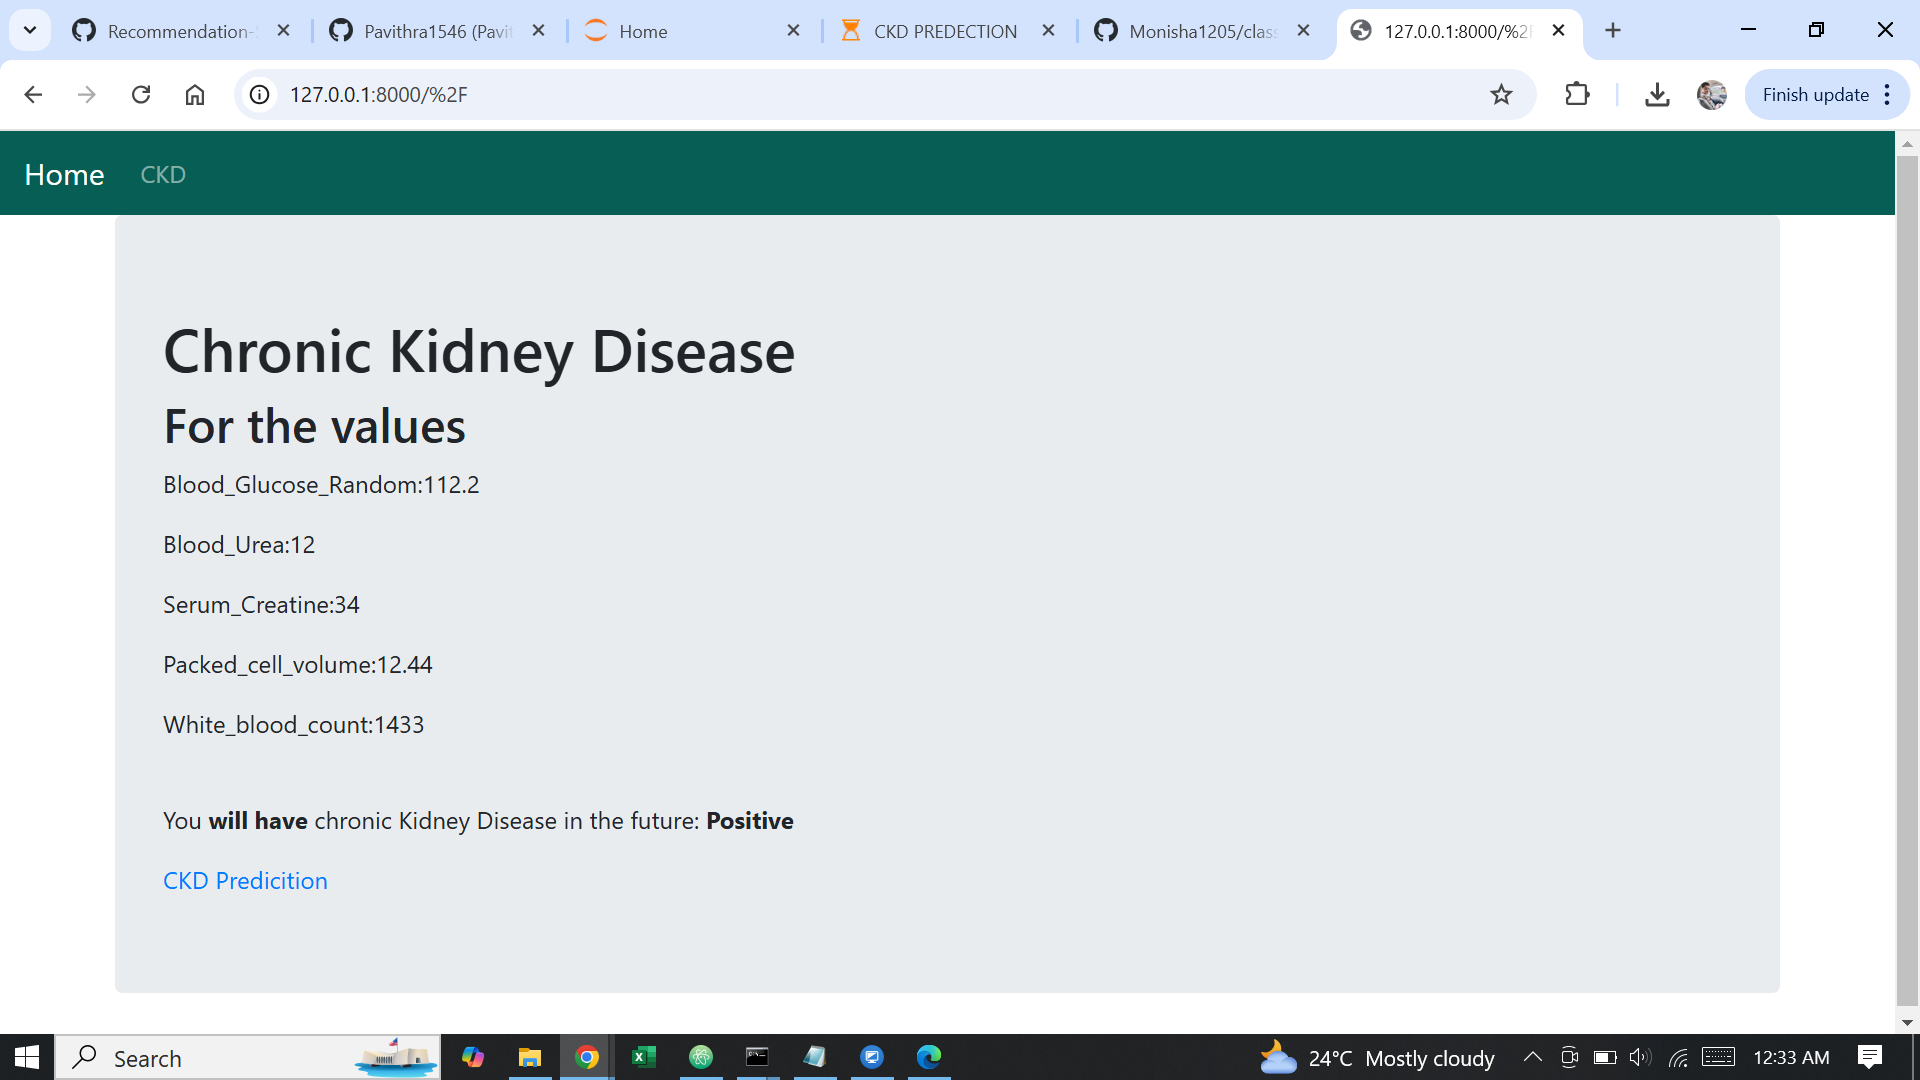 Recommendation-S
Pavithra1546 (Pavit
Home
CKD PREDECTION
Monisha1205/class
127.0.0.1:8000/%2F
127.0.0.1:8000/%2F
Finish update
Home
CKD
Chronic Kidney Disease
For the values
Blood_Glucose_Random:112.2
Blood_Urea:12
Serum_Creatine:34
Packed_cell_volume:12.44
White_blood_count:1433
You will have chronic Kidney Disease in the future: Positive
CKD Predicition
Search
24°C Mostly cloudy
12:33 AM